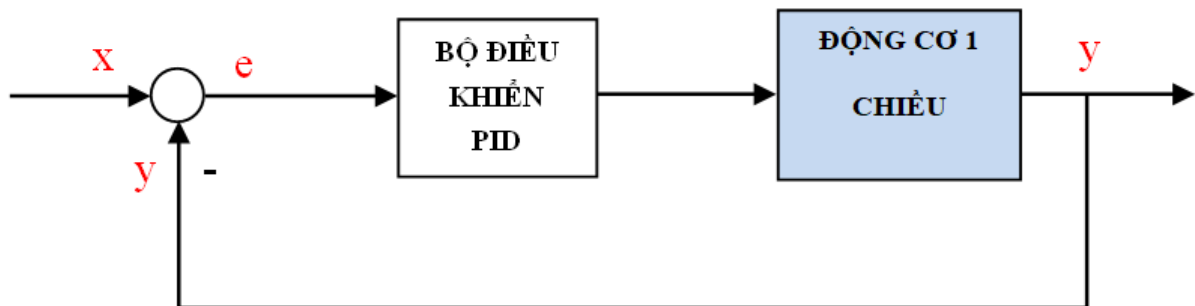 x
e
BỘ ĐIỀU
KHIỂN
PID
ĐỘNG CƠ 1
CHIỀU
y
y
-